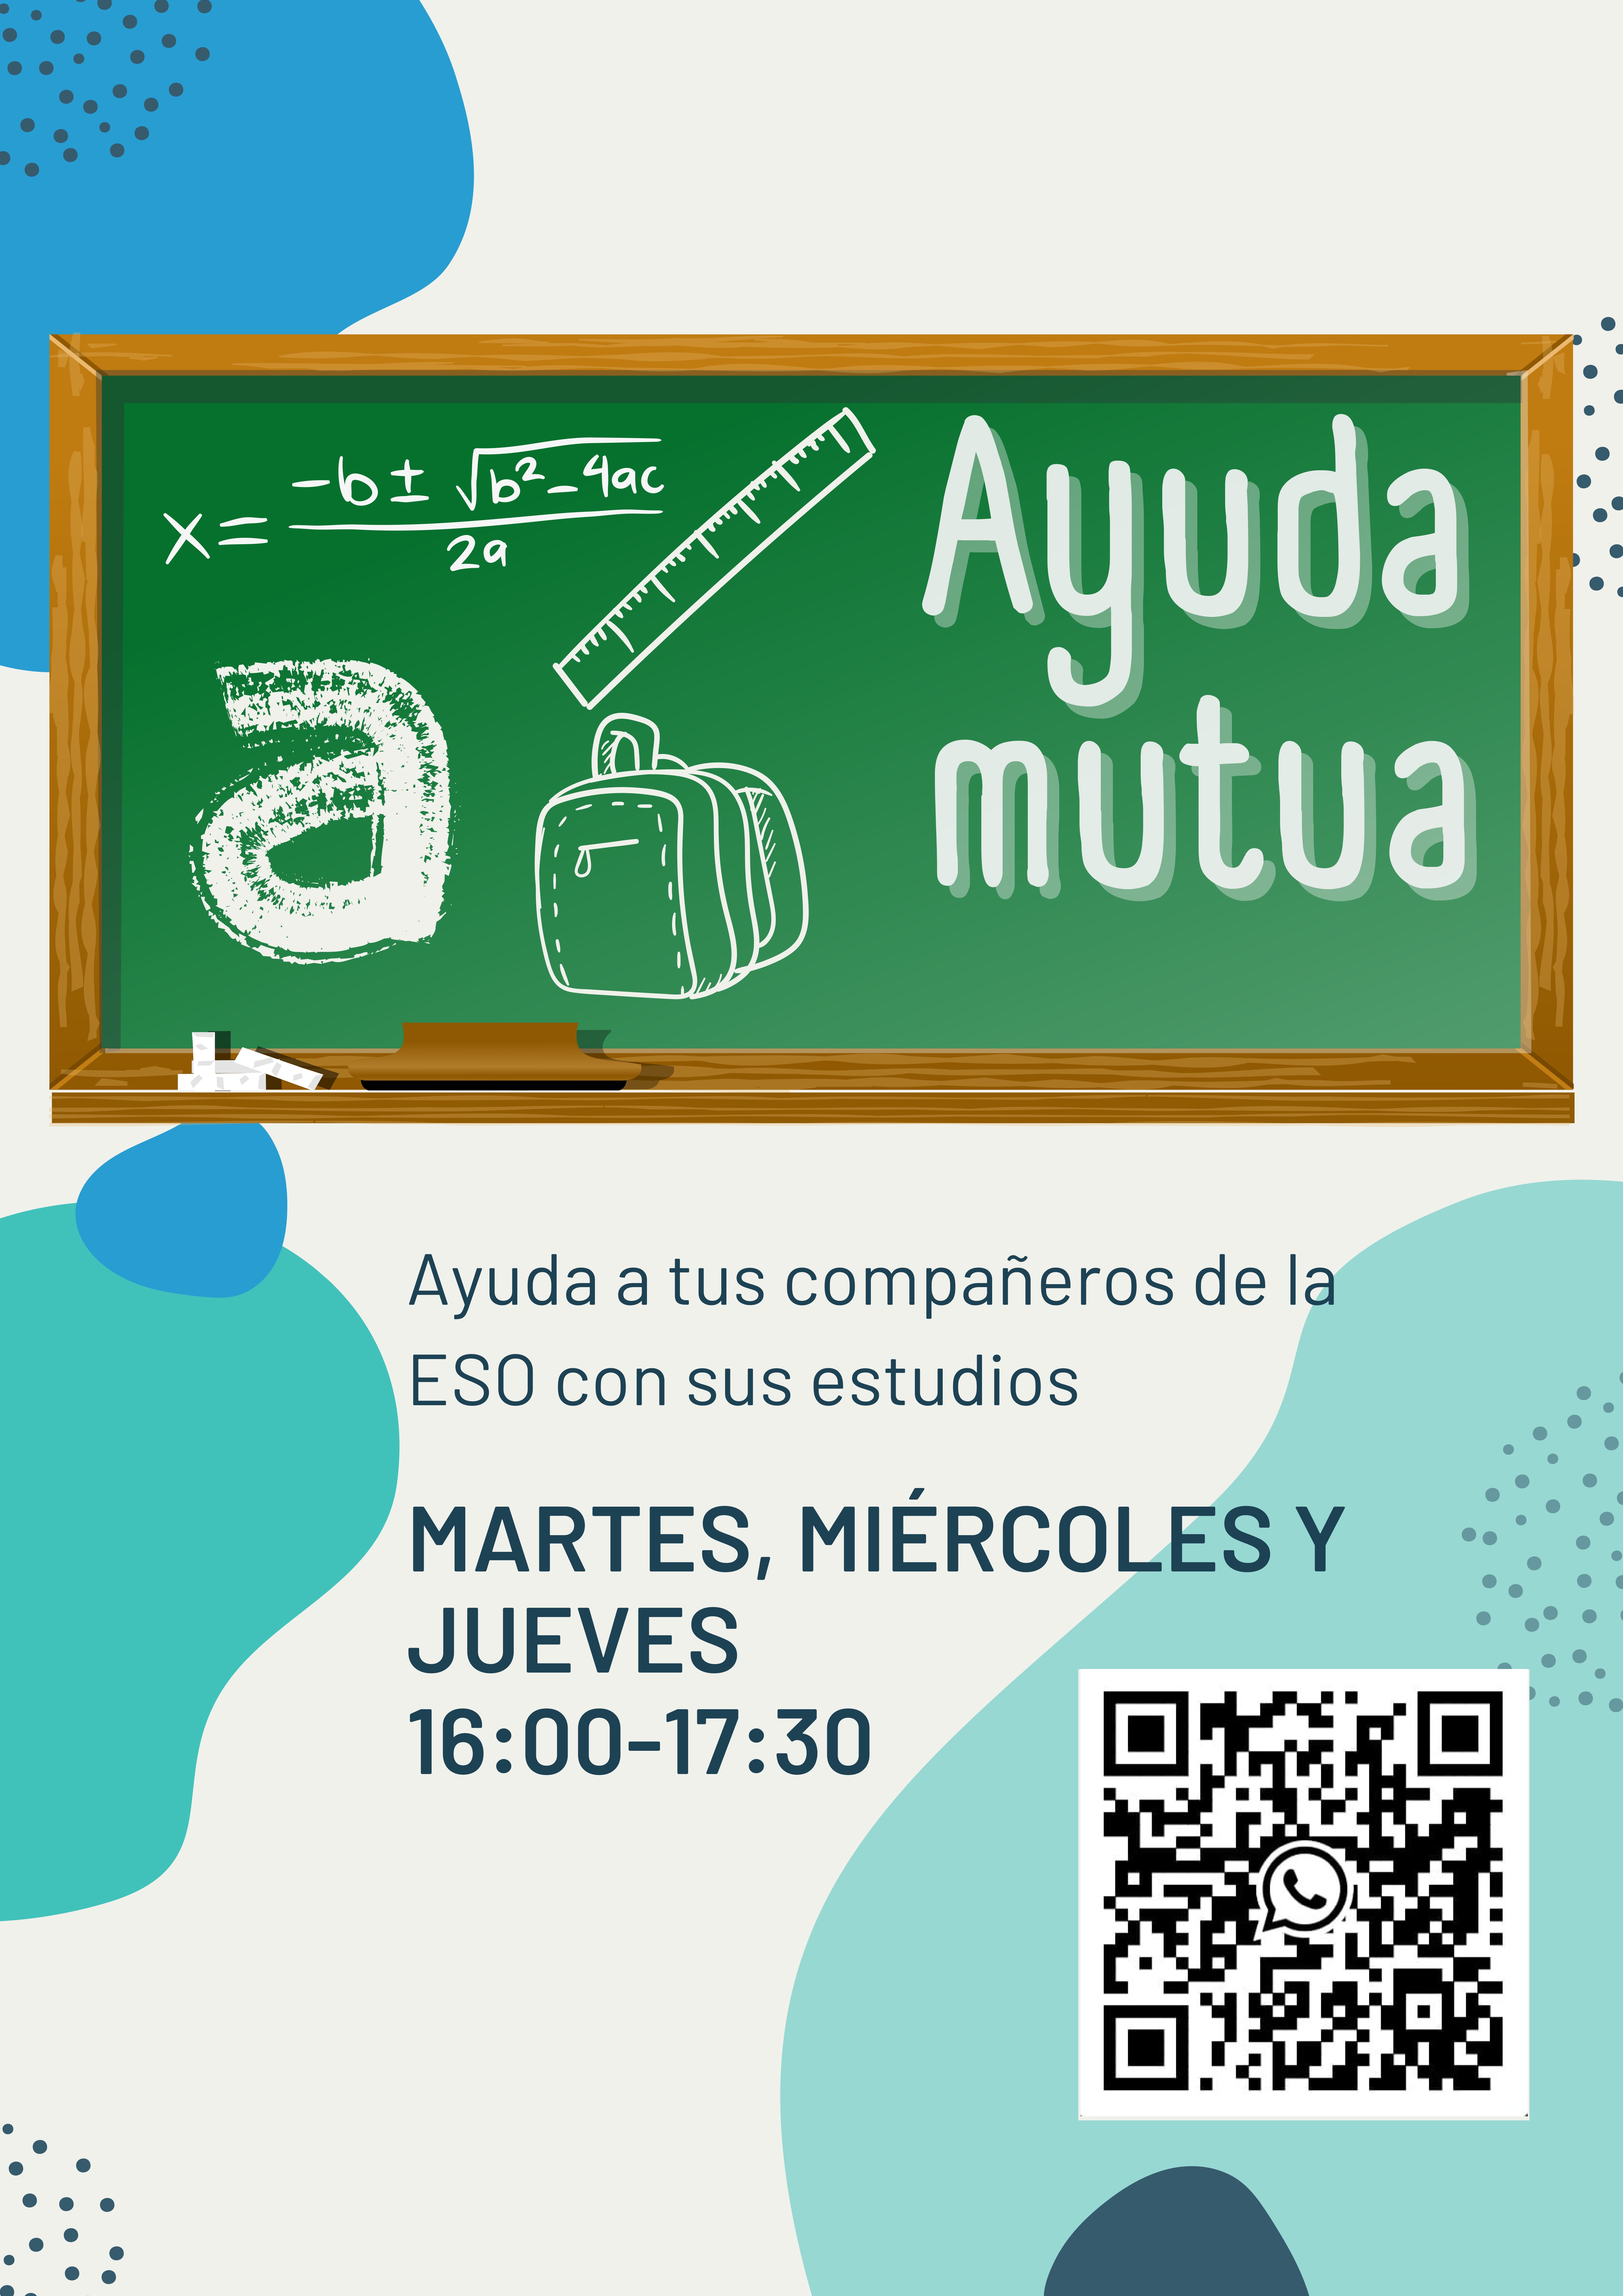 x = -b ± √b² - 4ac
2a
a
Ayuda
mutua
Ayuda a tus compañeros de la
ESO con sus estudios
MARTES, MIÉRCOLES Y
JUEVES
16:00-17:30